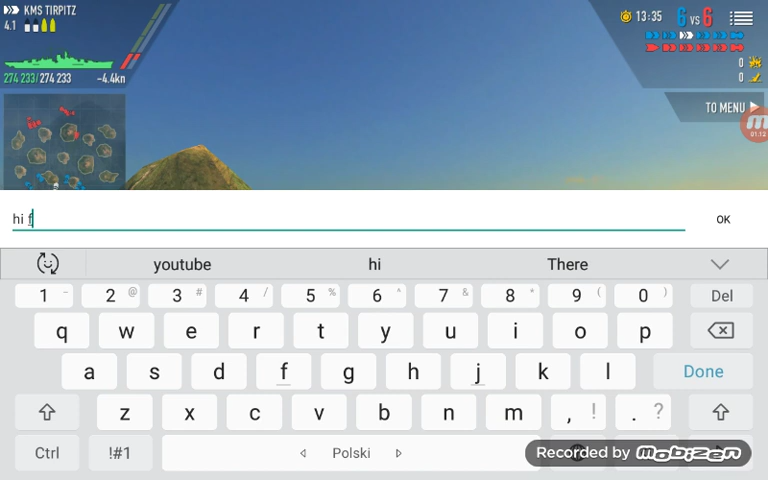 KMS TIRPITZ
4.1
274 233/274 233 -4.4kn
13:35 6 vs 6
0
0
TO MENU
M
01:12
hi f OK
youtube hi There
1 - 2 @ 3 # 4 / 5 % 6 ^ 7 & 8 * 9 ( 0 ) Del
q w e r t y u i o p
a s d f g h j k l Done
z x c v b n m , ! . ?
Ctrl !#1 Polski
Recorded by Mobizen